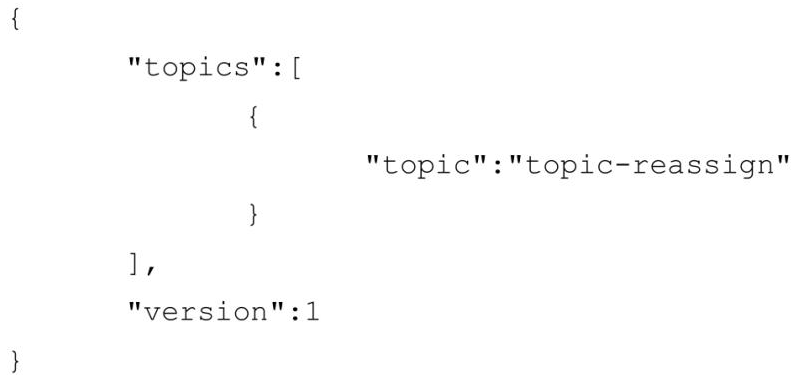 {
"topics":[
{
"topic":"topic-reassign"
}
],
"version":1
}